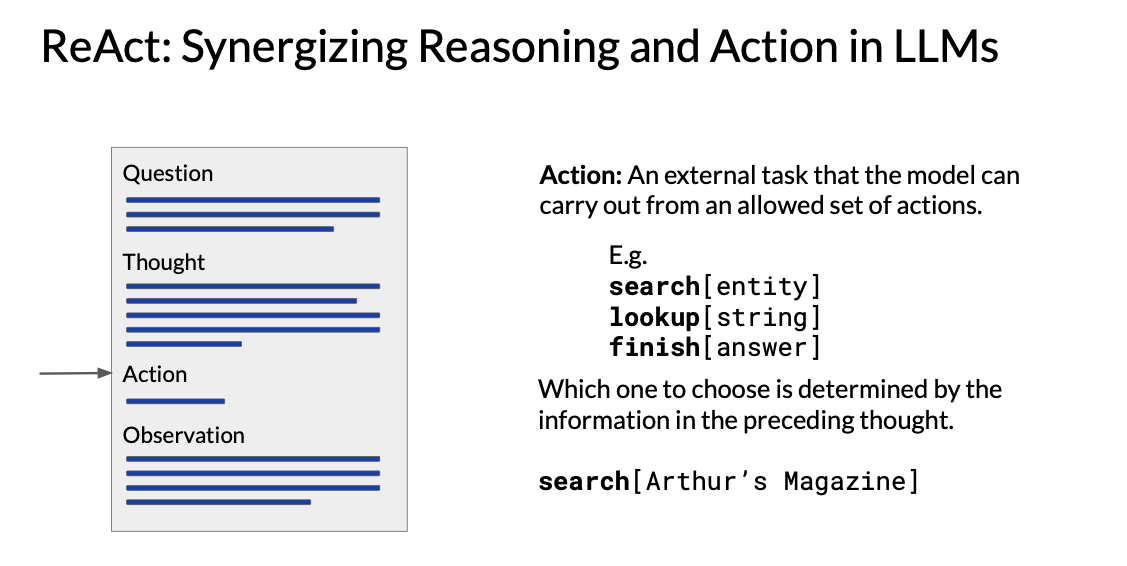 ReAct: Synergizing Reasoning and Action in LLMs
Question
Thought
Action
Observation
Action: An external task that the model can
carry out from an allowed set of actions.
E.g.
search[entity]
lookup[string]
finish[answer]
Which one to choose is determined by the
information in the preceding thought.
search[Arthur’s Magazine]